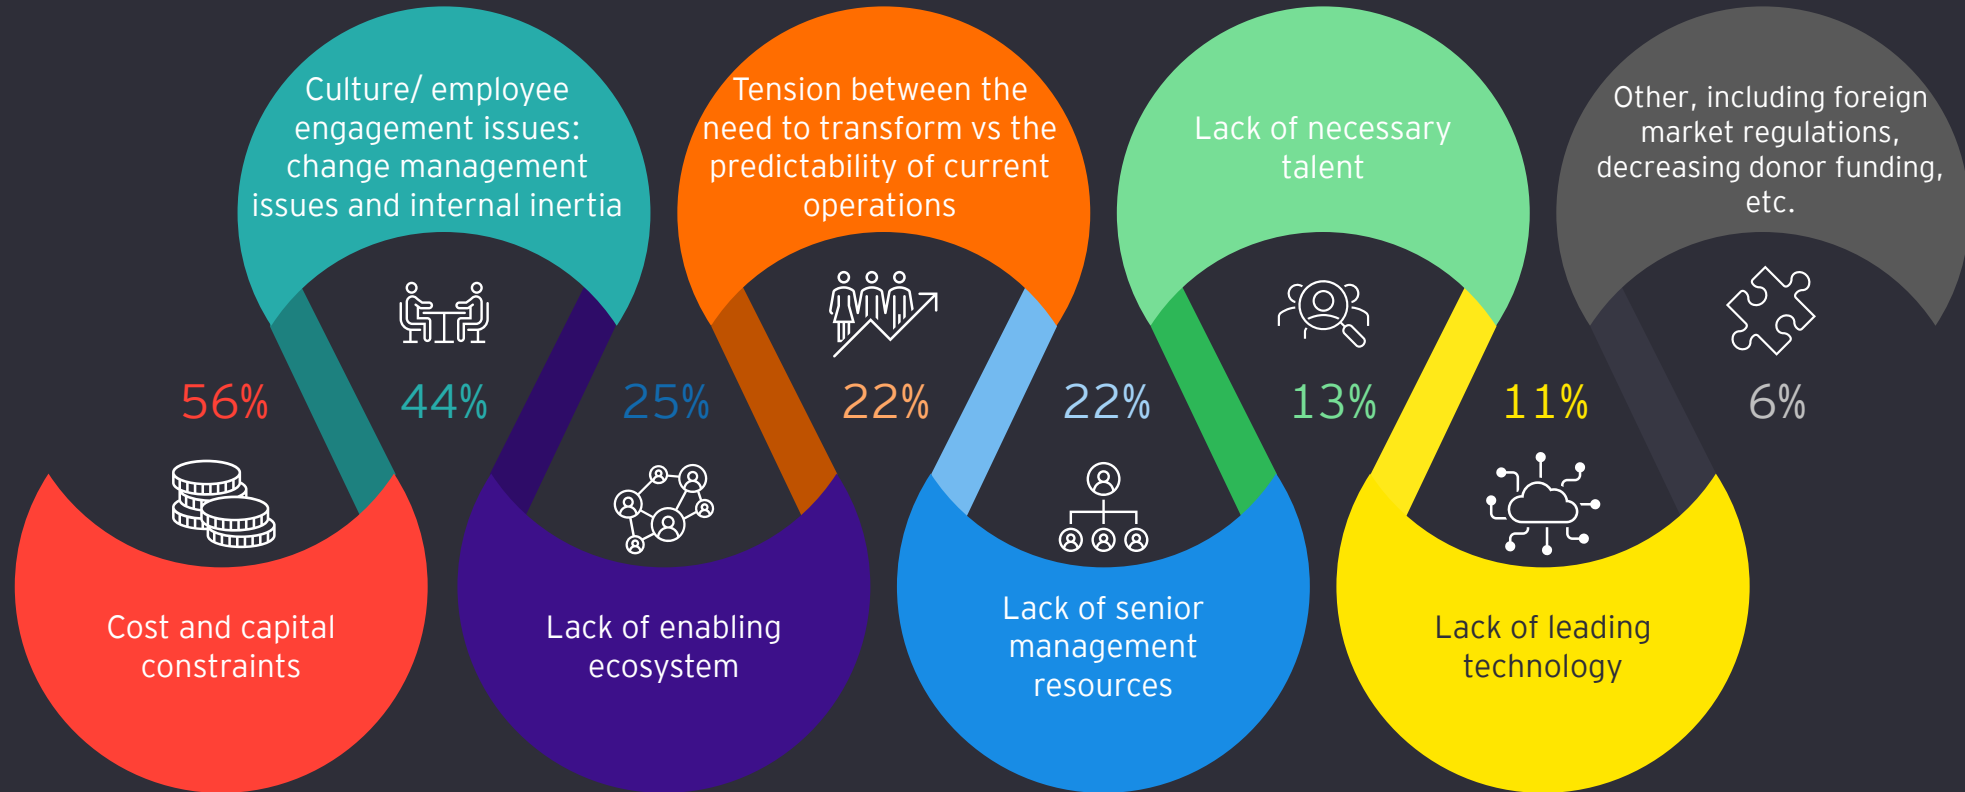 Culture/ employee
engagement issues:
change management
issues and internal inertia
Tension between the
need to transform vs the
predictability of current
operations
Lack of necessary
talent
Other, including foreign
market regulations,
decreasing donor funding,
etc.
56%
44%
25%
22%
22%
13%
11%
6%
Cost and capital
constraints
Lack of enabling
ecosystem
Lack of senior
management
resources
Lack of leading
technology